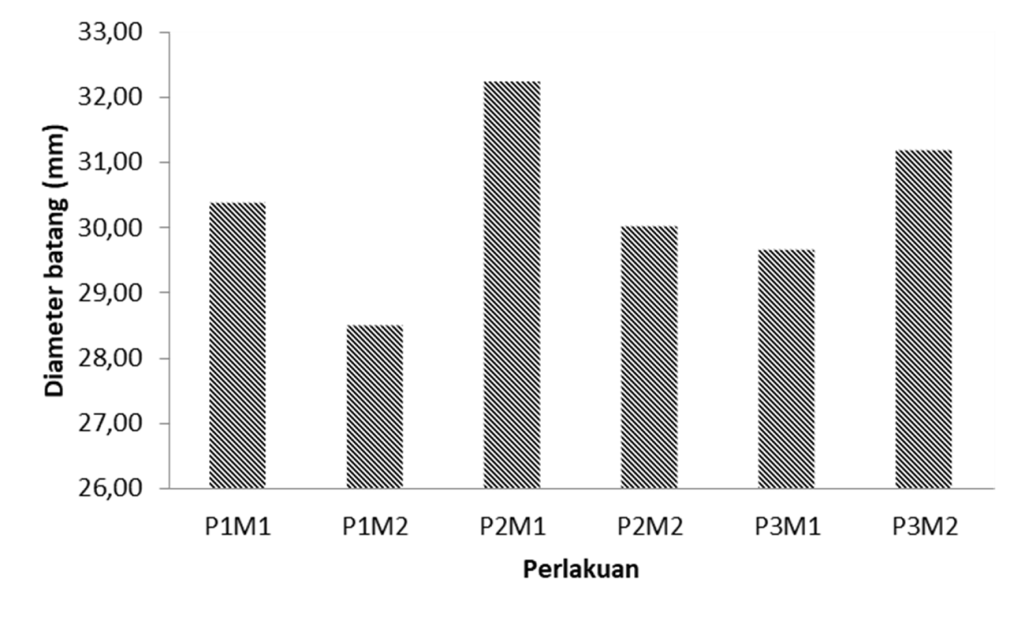 33,00
32,00
31,00
30,00
29,00
28,00
27,00
26,00
Diameter batang (mm)
P1M1 P1M2 P2M1 P2M2 P3M1 P3M2
Perlakuan